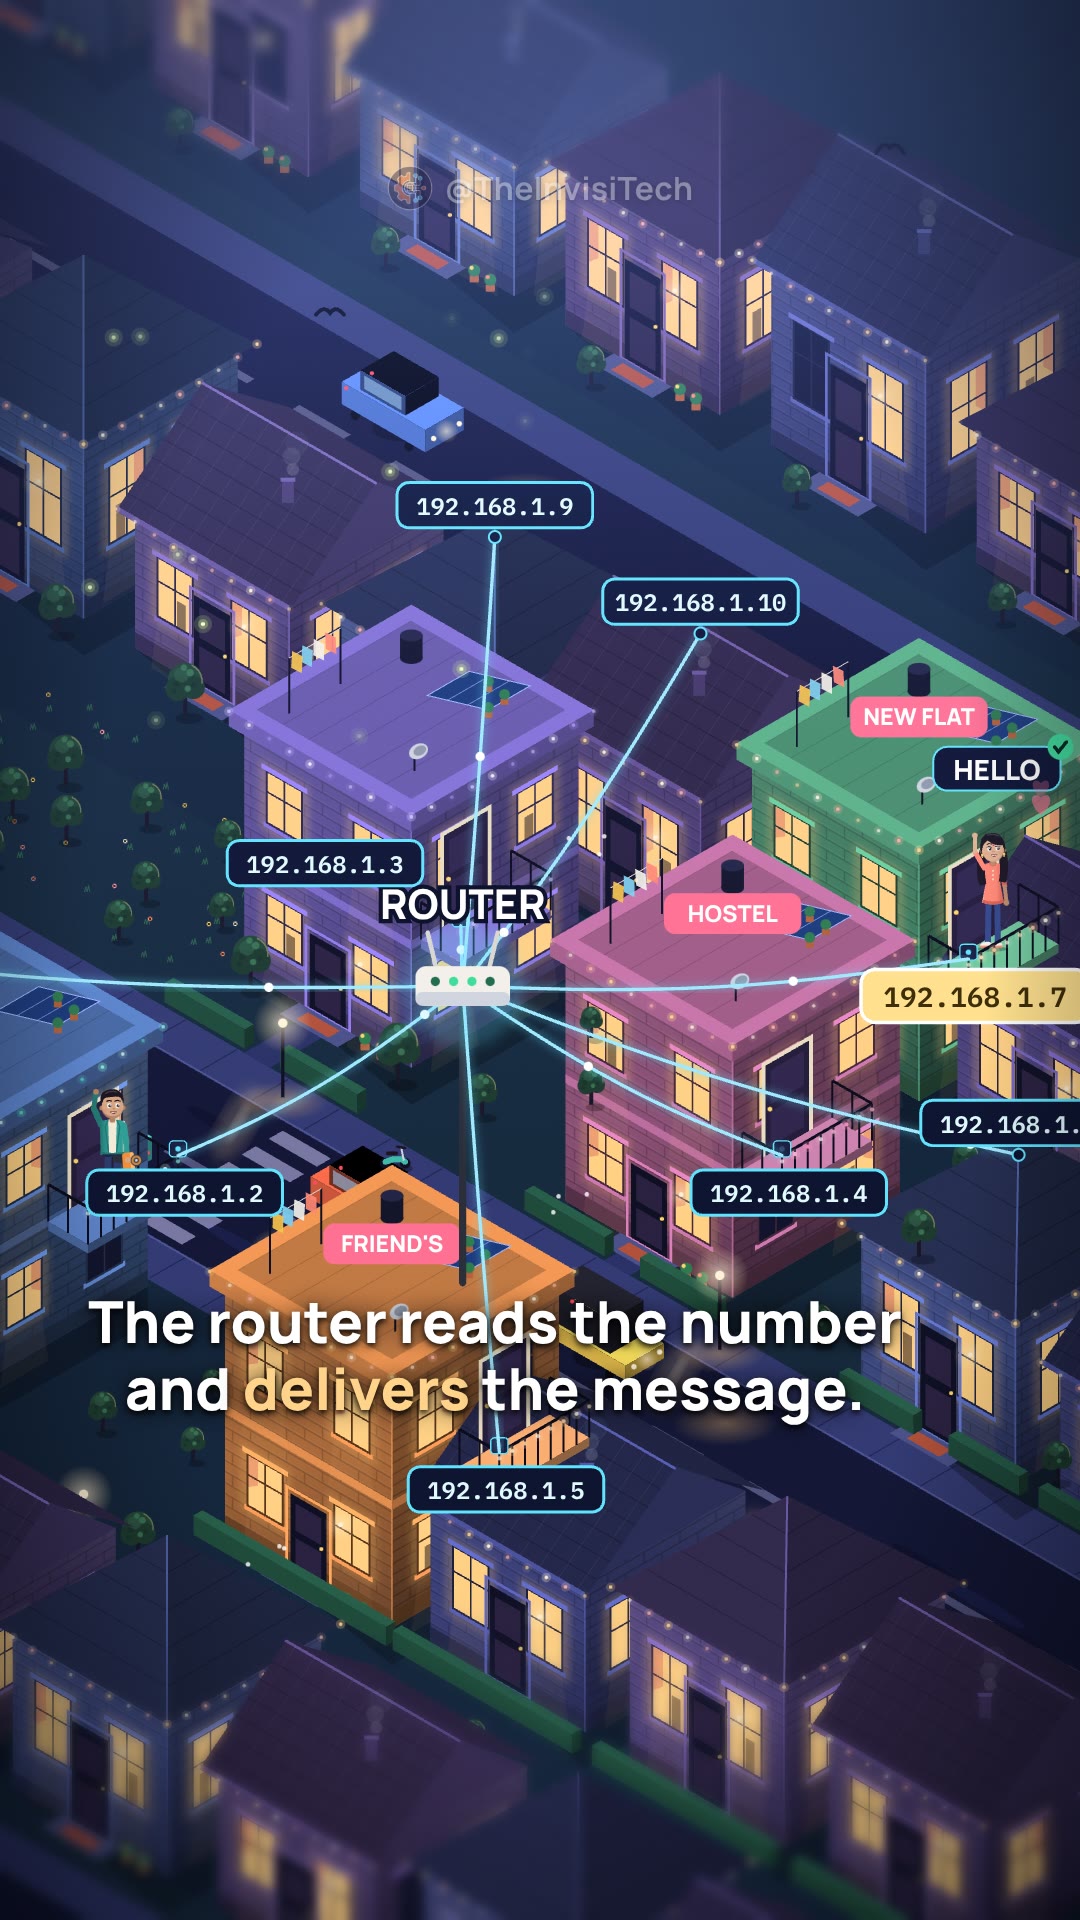 @TheInvisiTech
192.168.1.9
192.168.1.10
NEW FLAT
HELLO
192.168.1.3
ROUTER
HOSTEL
192.168.1.7
192.168.1.
192.168.1.2
192.168.1.4
FRIEND'S
The router reads the number
and delivers the message.
192.168.1.5